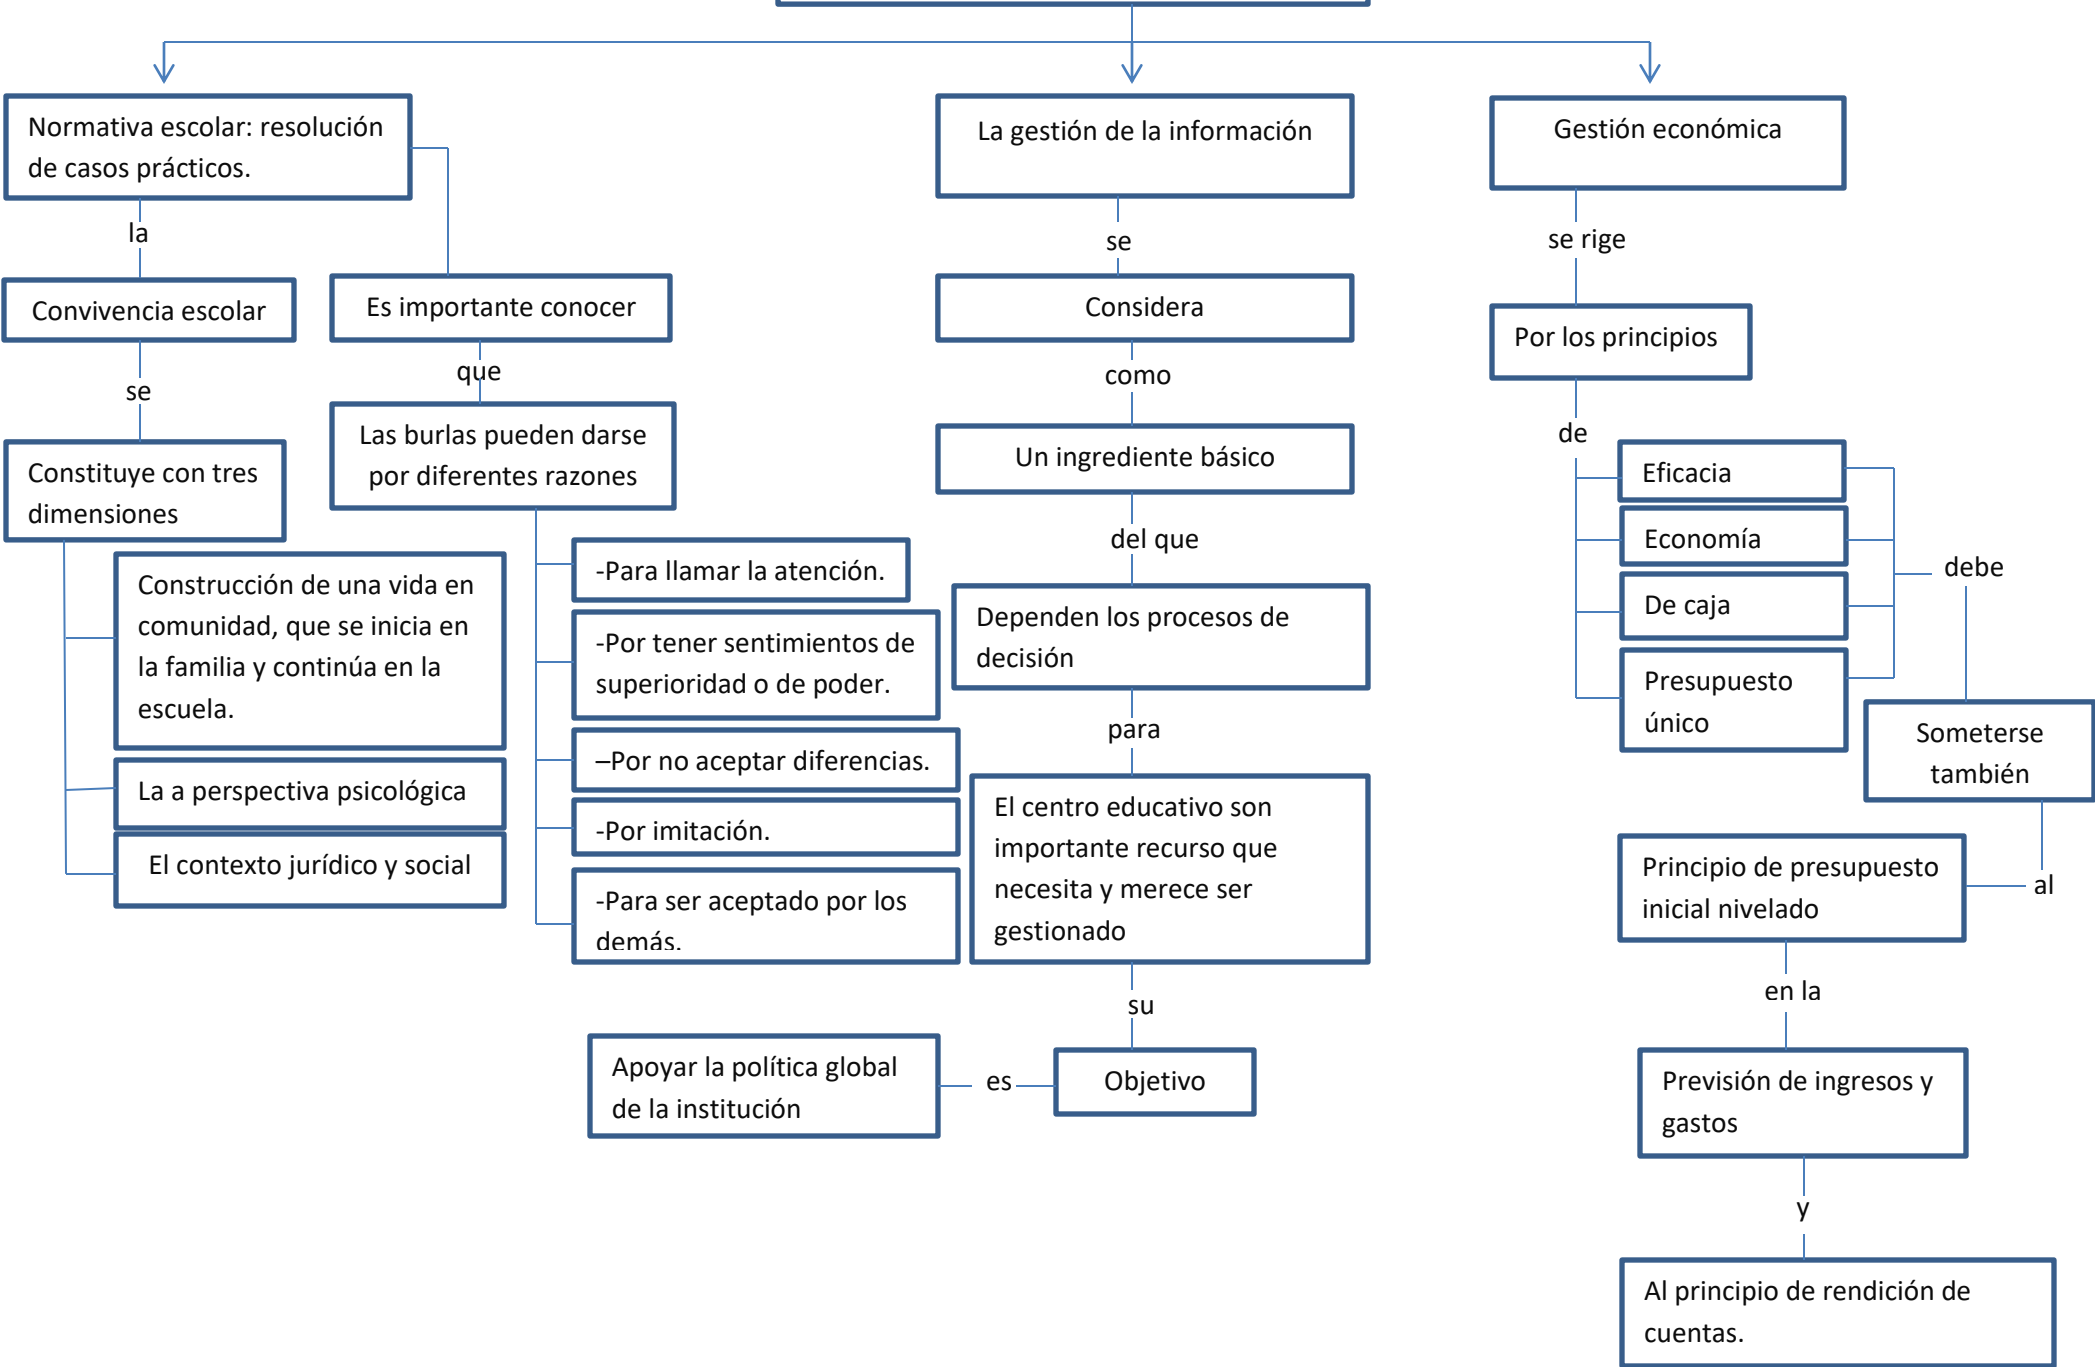 Normativa escolar: resolución
de casos prácticos.
la
Convivencia escolar
se
Constituye con tres
dimensiones
Construcción de una vida en
comunidad, que se inicia en
la familia y continúa en la
escuela.
La a perspectiva psicológica
El contexto jurídico y social
Es importante conocer
que
Las burlas pueden darse
por diferentes razones
-Para llamar la atención.
-Por tener sentimientos de
superioridad o de poder.
–Por no aceptar diferencias.
-Por imitación.
-Para ser aceptado por los
demás.
La gestión de la información
se
Considera
como
Un ingrediente básico
del que
Dependen los procesos de
decisión
para
El centro educativo son
importante recurso que
necesita y merece ser
gestionado
su
Objetivo
es
Apoyar la política global
de la institución
Gestión económica
se rige
Por los principios
de
Eficacia
Economía
De caja
Presupuesto
único
debe
Someterse
también
al
Principio de presupuesto
inicial nivelado
en la
Previsión de ingresos y
gastos
y
Al principio de rendición de
cuentas.